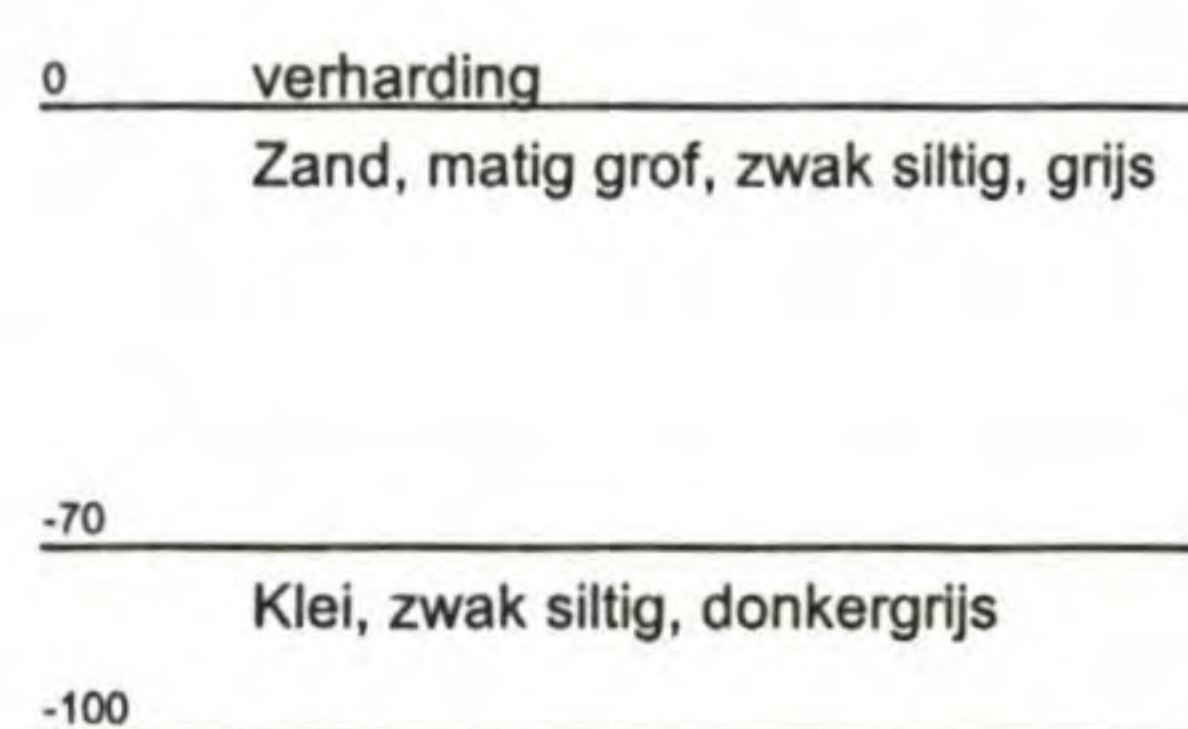 0 verharding
Zand, matig grof, zwak siltig, grijs
-70
Klei, zwak siltig, donkergrijs
-100